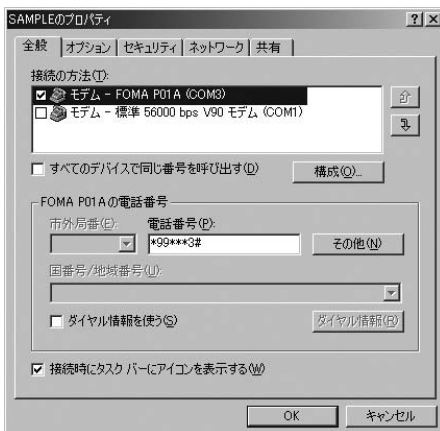 SAMPLEのプロパティ
全般 オプション セキュリティ ネットワーク 共有
接続の方法(T):
モデム - FOMA P01A (COM3)
モデム - 標準 56000 bps V90 モデム (COM1)
すべてのデバイスで同じ番号を呼び出す(D)
構成(O)...
FOMA P01Aの電話番号
市外局番(E):
電話番号(P):
*99***3#
その他(N)
国番号/地域番号(U):
ダイヤル情報を使う(S)
ダイヤル情報(R)
接続時にタスク バーにアイコンを表示する(W)
OK
キャンセル